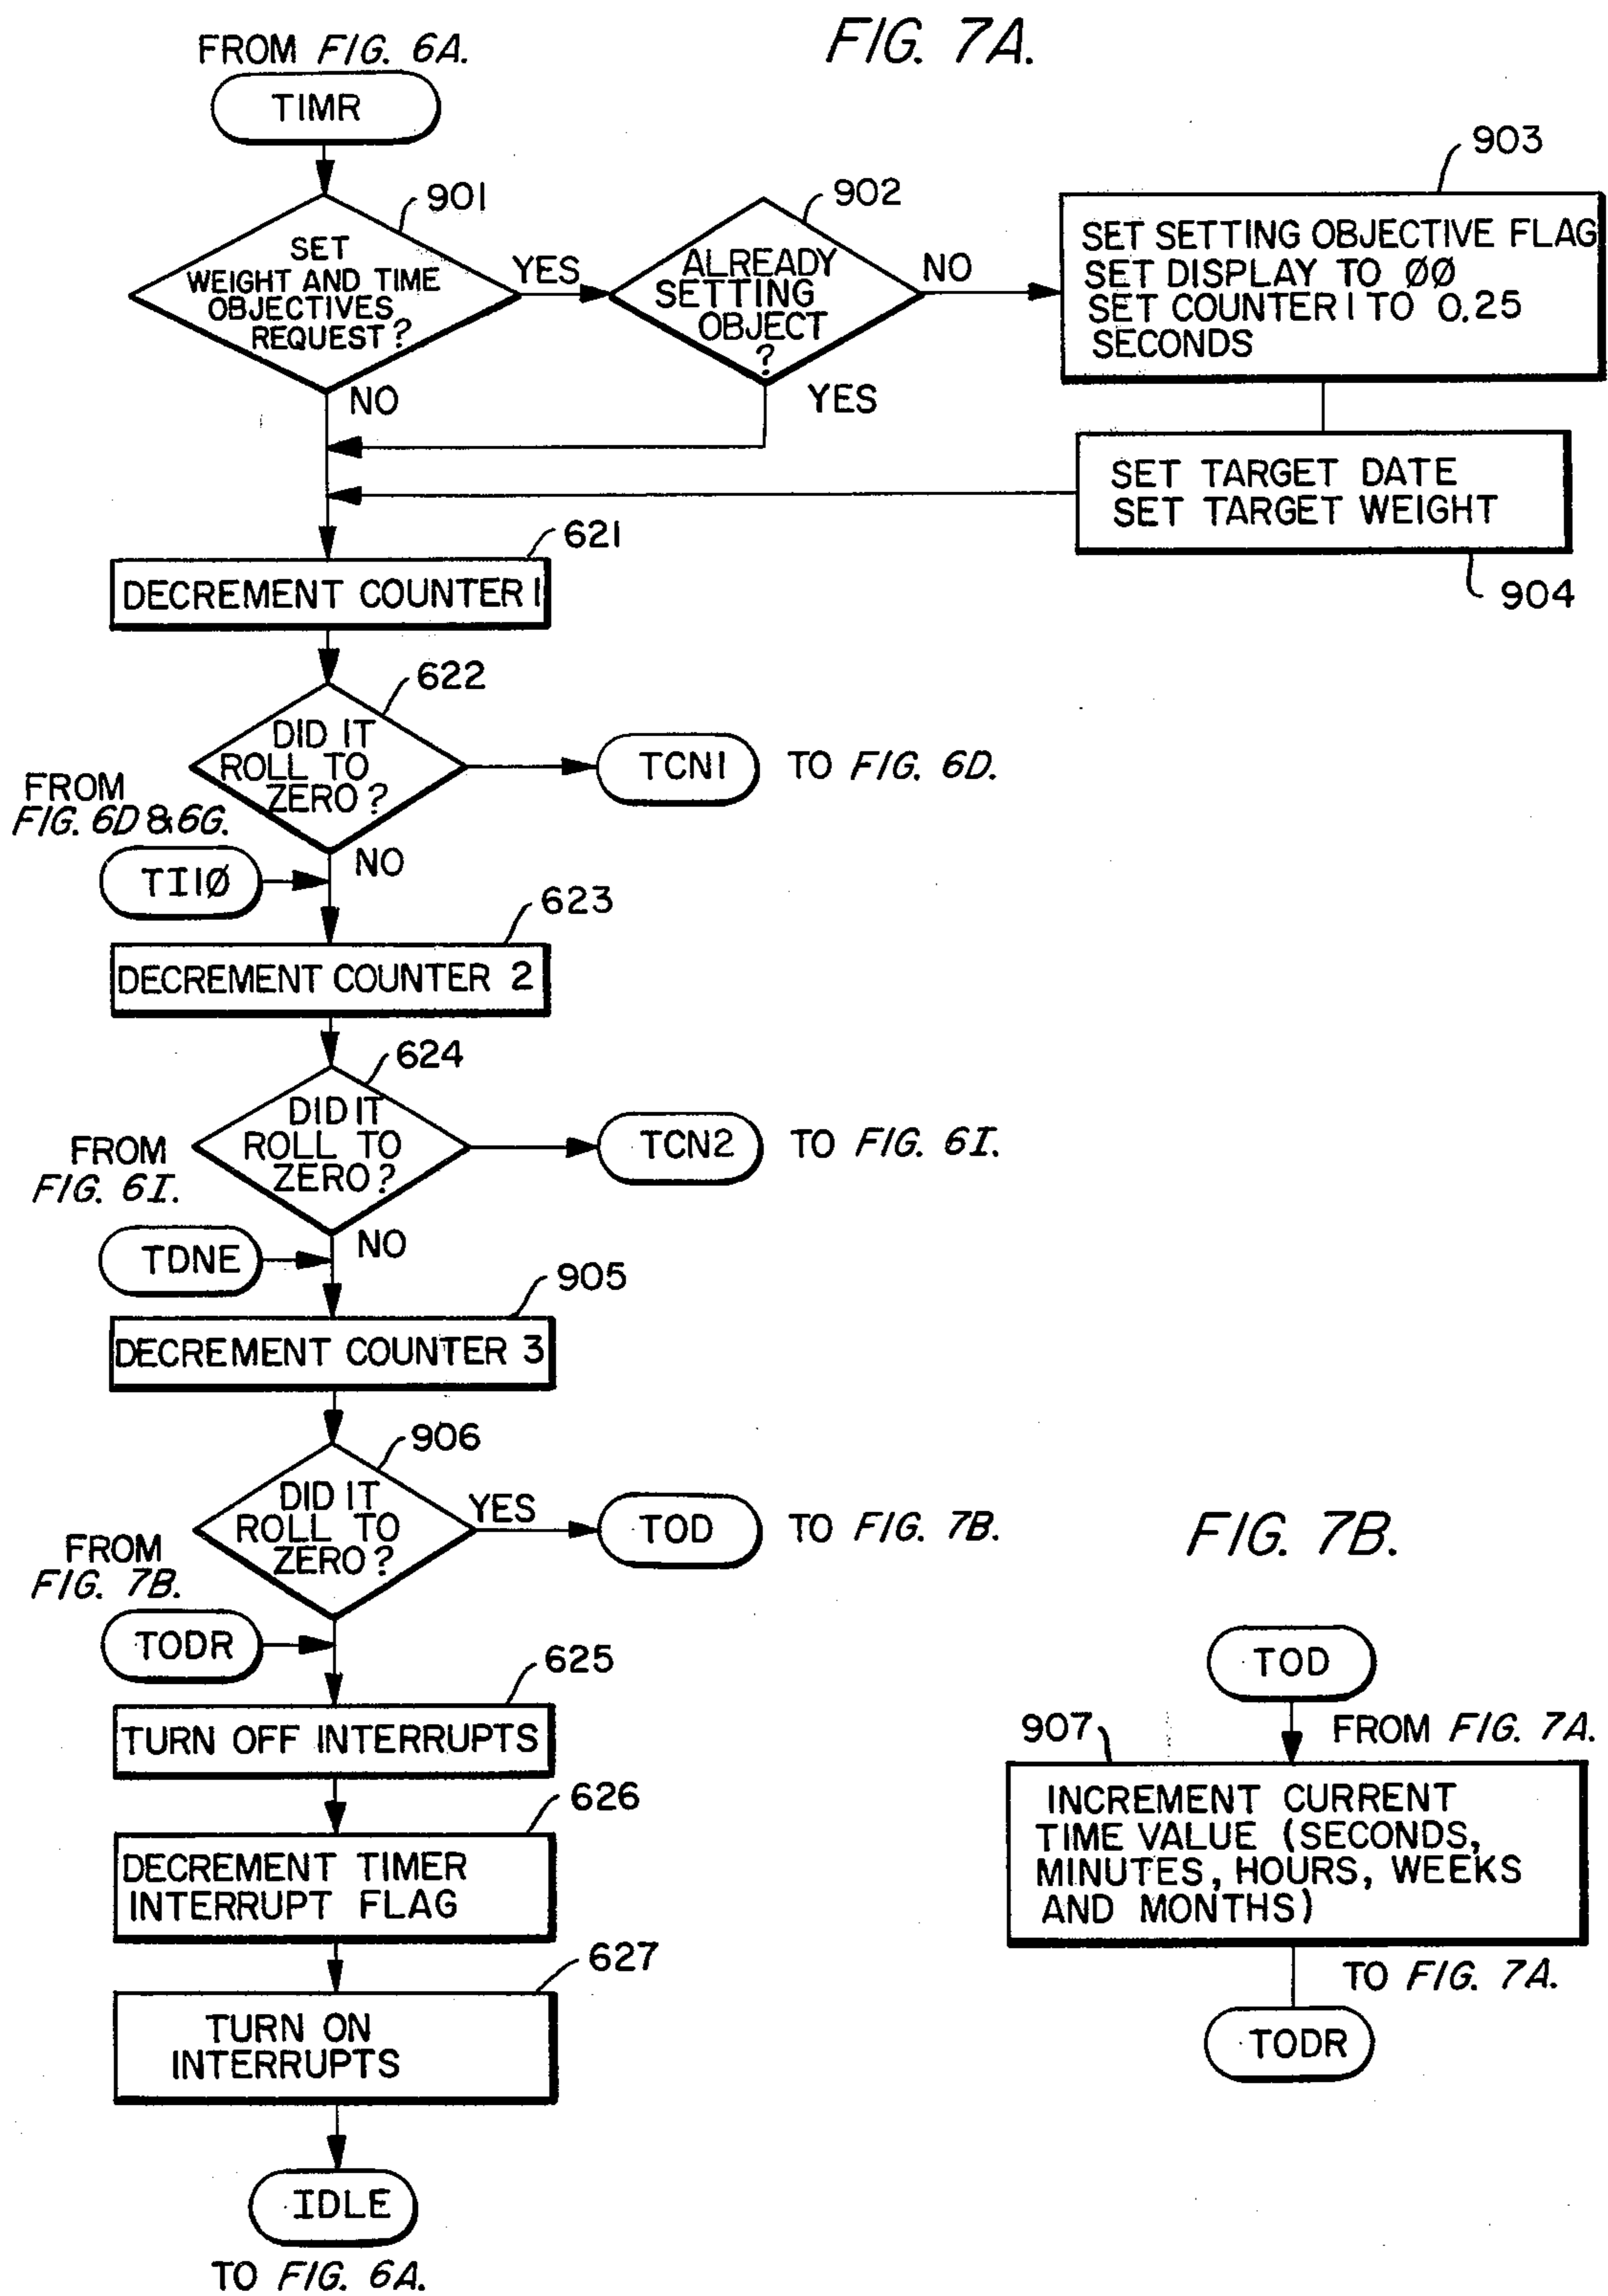 FIG. 7A.
FROM FIG. 6A.
TIMR
901
SET
WEIGHT AND TIME
OBJECTIVES
REQUEST?
YES
NO
902
ALREADY
SETTING
OBJECT
?
NO
YES
903
SET SETTING OBJECTIVE FLAG
SET DISPLAY TO ØØ
SET COUNTER 1 TO 0.25
SECONDS
SET TARGET DATE
SET TARGET WEIGHT
904
621
DECREMENT COUNTER 1
622
DID IT
ROLL TO
ZERO?
TCN1
TO FIG. 6D.
NO
FROM
FIG. 6D & 6G.
TI1Ø
623
DECREMENT COUNTER 2
624
DID IT
ROLL TO
ZERO?
TCN2
TO FIG. 6I.
NO
FROM
FIG. 6I.
TDNE
905
DECREMENT COUNTER 3
906
DID IT
ROLL TO
ZERO?
YES
TOD
TO FIG. 7B.
FROM
FIG. 7B.
TODR
625
TURN OFF INTERRUPTS
626
DECREMENT TIMER
INTERRUPT FLAG
627
TURN ON
INTERRUPTS
IDLE
TO FIG. 6A.
FIG. 7B.
TOD
FROM FIG. 7A.
907
INCREMENT CURRENT
TIME VALUE (SECONDS,
MINUTES, HOURS, WEEKS
AND MONTHS)
TO FIG. 7A.
TODR